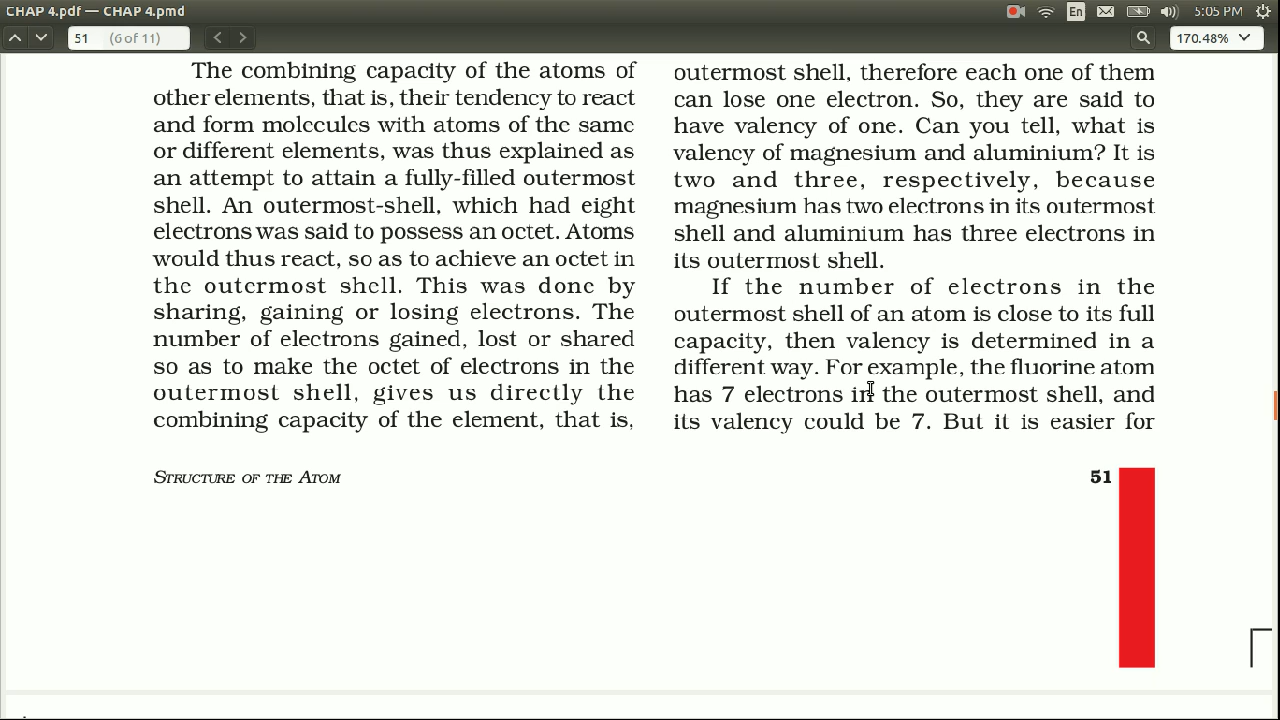 CHAP 4.pdf — CHAP 4.pmd
En
5:05 PM
51 (6 of 11)
170.48%
The combining capacity of the atoms of
other elements, that is, their tendency to react
and form molecules with atoms of the same
or different elements, was thus explained as
an attempt to attain a fully-filled outermost
shell. An outermost-shell, which had eight
electrons was said to possess an octet. Atoms
would thus react, so as to achieve an octet in
the outermost shell. This was done by
sharing, gaining or losing electrons. The
number of electrons gained, lost or shared
so as to make the octet of electrons in the
outermost shell, gives us directly the
combining capacity of the element, that is,
outermost shell, therefore each one of them
can lose one electron. So, they are said to
have valency of one. Can you tell, what is
valency of magnesium and aluminium? It is
two and three, respectively, because
magnesium has two electrons in its outermost
shell and aluminium has three electrons in
its outermost shell.
If the number of electrons in the
outermost shell of an atom is close to its full
capacity, then valency is determined in a
different way. For example, the fluorine atom
has 7 electrons in the outermost shell, and
its valency could be 7. But it is easier for
STRUCTURE OF THE ATOM
51